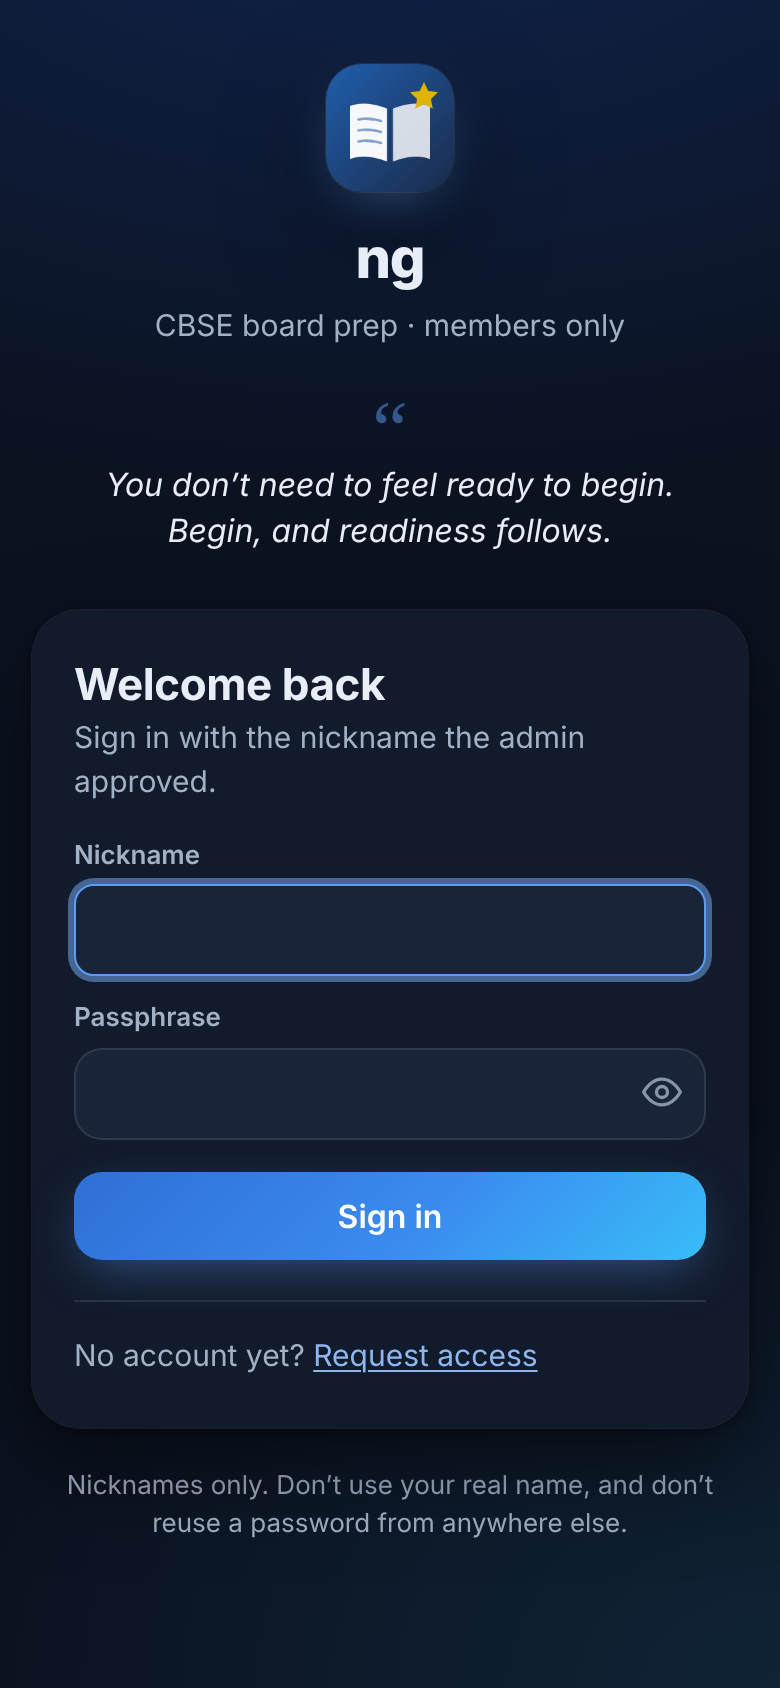 ng
CBSE board prep · members only
“
You don’t need to feel ready to begin.
Begin, and readiness follows.
Welcome back
Sign in with the nickname the admin
approved.
Nickname
Passphrase
Sign in
No account yet? Request access
Nicknames only. Don’t use your real name, and don’t
reuse a password from anywhere else.